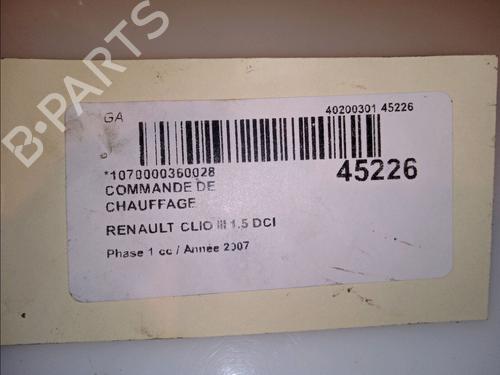 GA
40200301 45226
*1070000360028
45226
COMMANDE DE
CHAUFFAGE
RENAULT CLIO III 1.5 DCI
Phase 1 cc / Année 2007
B-PARTS